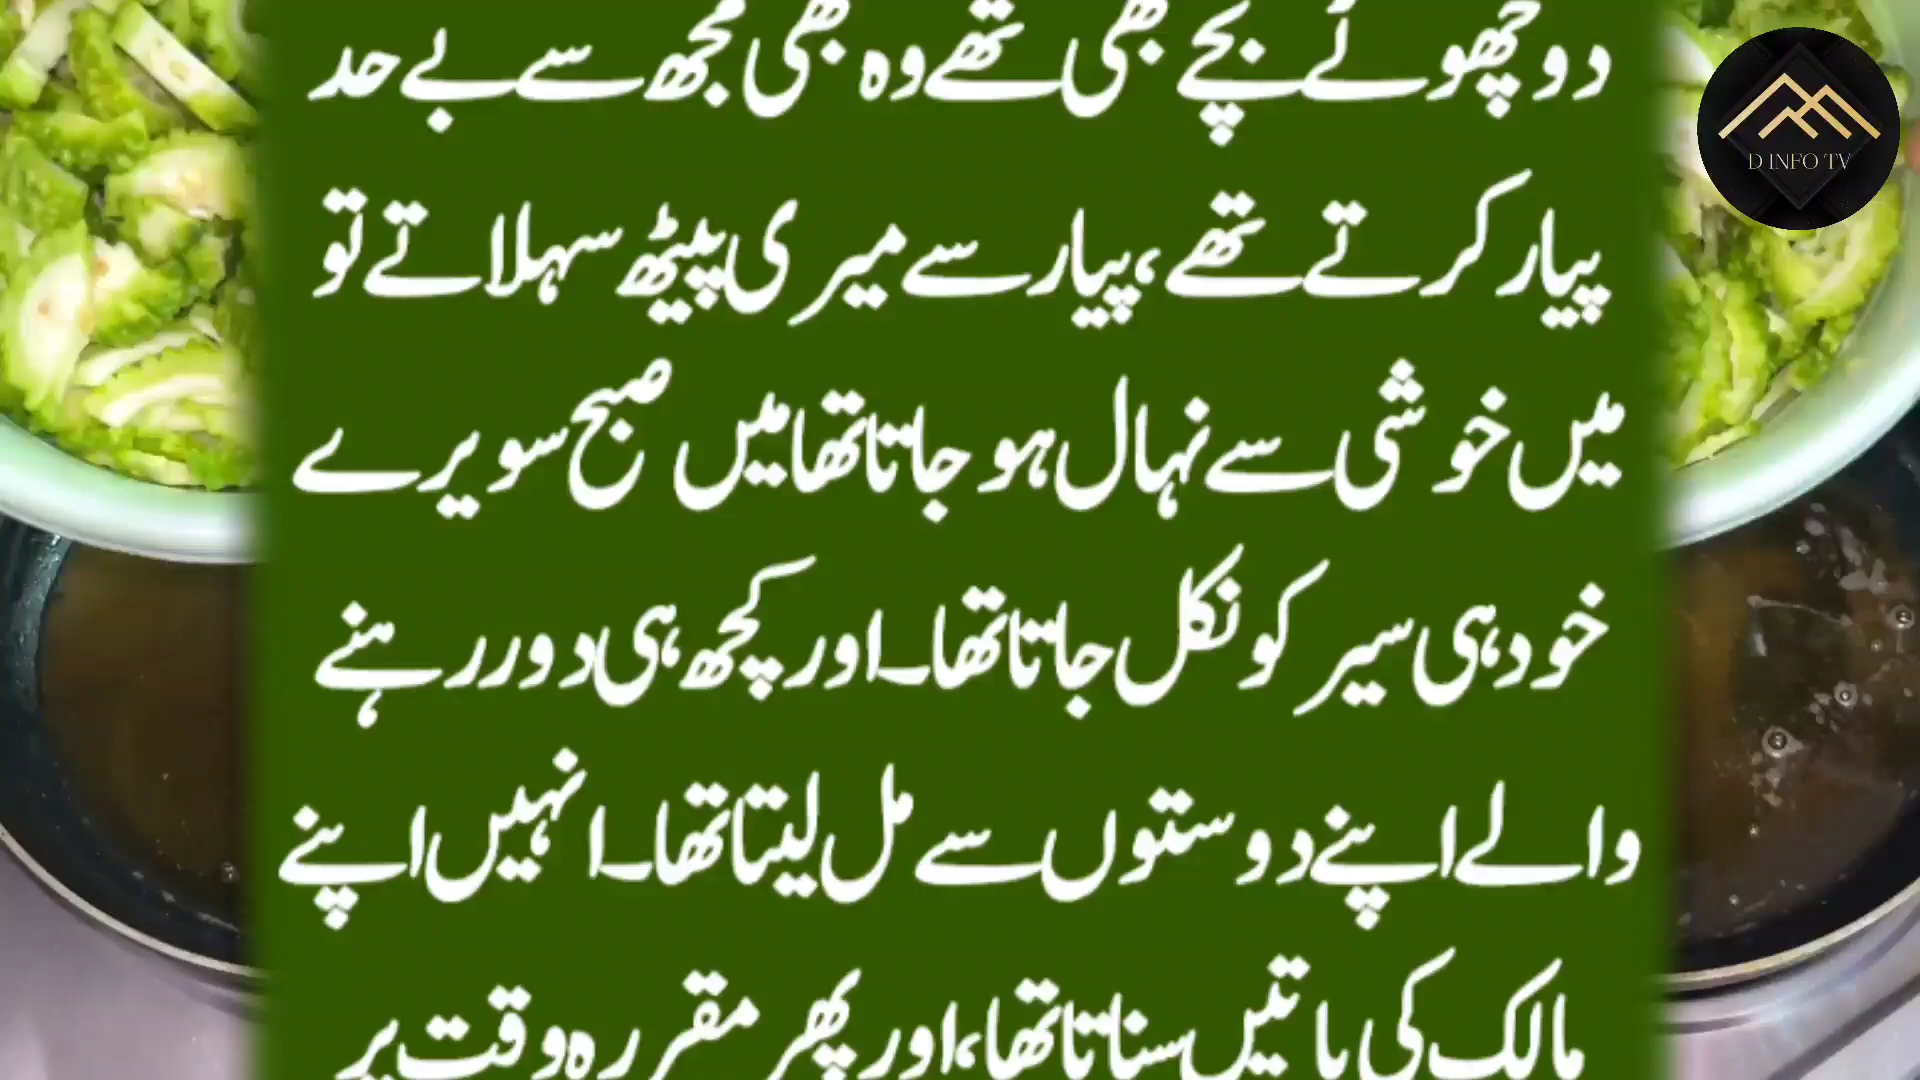 دو چھوٹے بچے بھی تھے وہ بھی مجھ سے بے حد
پیار کرتے تھے ، پیار سے میری پیٹھ سہلاتے تو
میں خوشی سے نہال ہو جاتا تھا میں صبح سویرے
خود ہی سیر کو نکل جاتا تھا۔ اور کچھ ہی دور رہنے
والے اپنے دوستوں سے مل لیتا تھا۔ انہیں اپنے
مالک کی باتیں سناتا تھا، اور پھر مقررہ وقت پر
D INFO TV